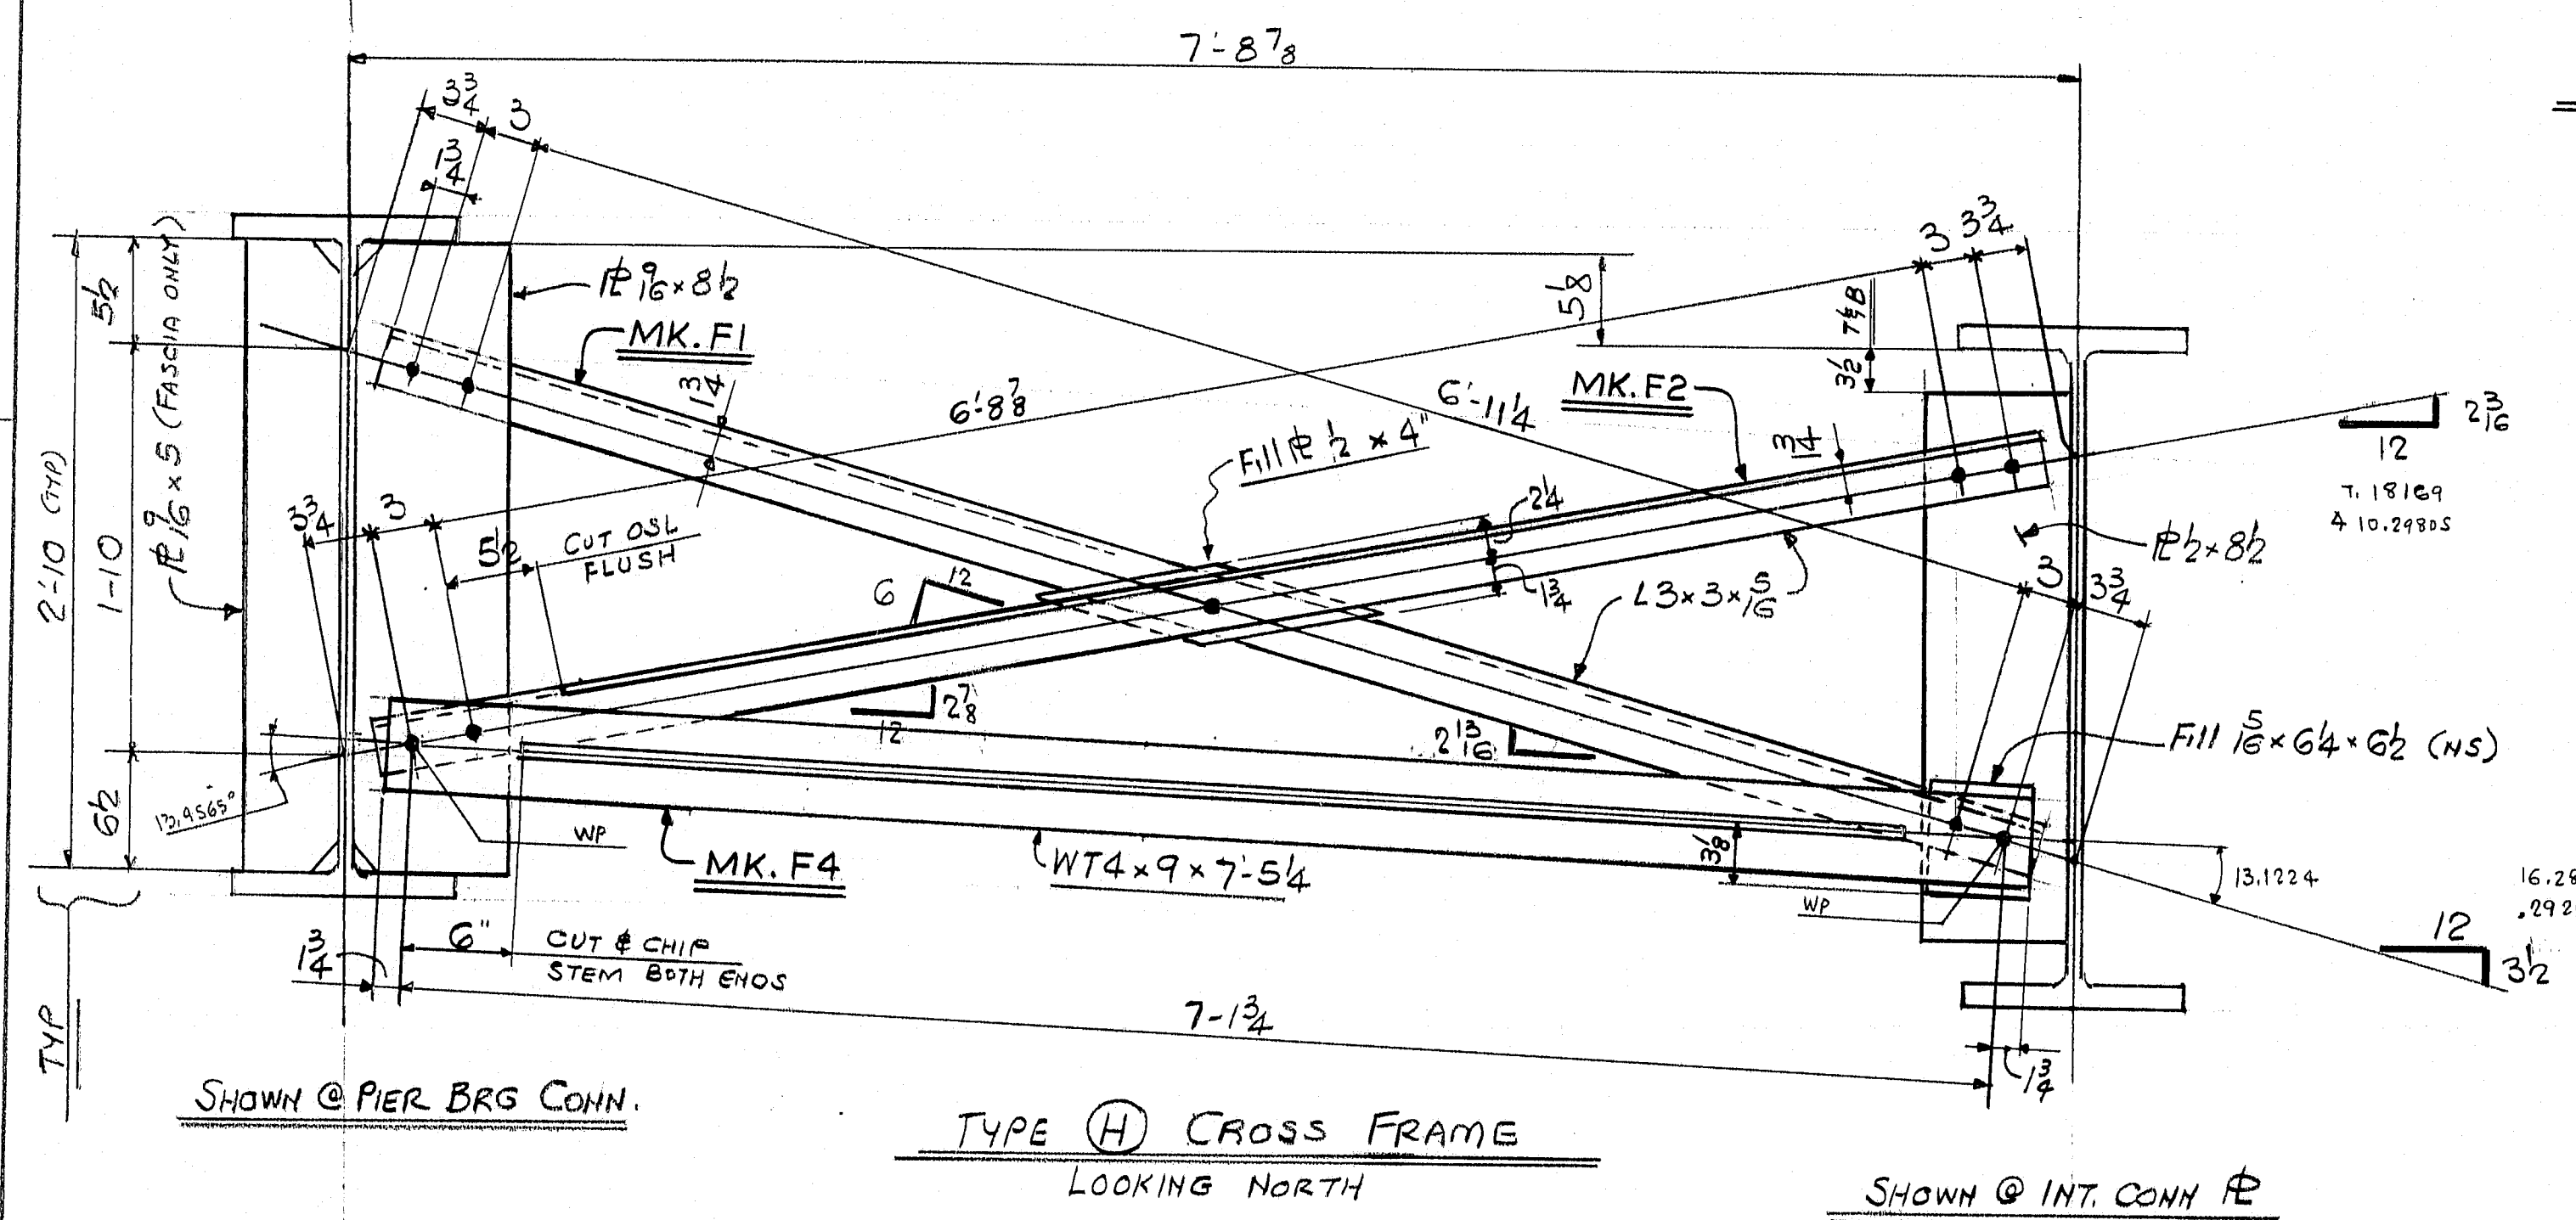 7'-8 7/8
3 3/4
3
1 3/4
5 1/2
2'-10 (TYP)
1-10
6 1/2
PL 9/16 × 5 (FASCIA ONLY)
PL 9/16 × 8 1/2
MK. F1
1 3/4
6'-8 7/8
6'-11 1/4
5 1/8
3
3 3/4
3 1/2
MK. F2
1 3/4
2 3/16
12
10.29805
Fill PL 1/2 × 4"
2 1/4
1 3/4
L3×3×5/16
PL 1/2 × 8 1/2
3
3 3/4
3 3/4
3
5 1/2
CUT OSL
FLUSH
6
12
2 7/8
12
2 13/16
Fill 5/16 × 6 1/4 × 6 1/2 (NS)
13.9565°
WP
MK. F4
WT4×9×7'-5 1/4
3 1/8
WP
13.1224
16.28
.292
12
3 1/2
1 3/4
6"
CUT & CHIP
STEM BOTH ENDS
7-1 3/4
1 3/4
TYP
SHOWN @ PIER BRG CONN.
TYPE (H) CROSS FRAME
LOOKING NORTH
SHOWN @ INT. CONN PL